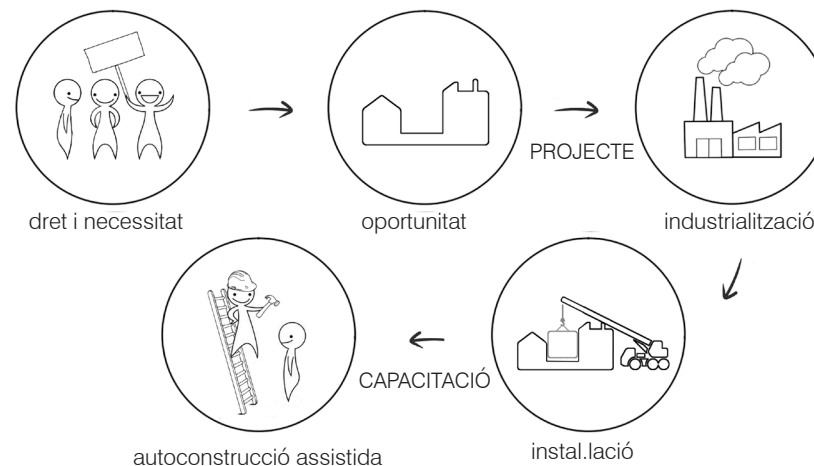 dret i necessitat
oportunitat
PROJECTE
industrialització
instal.lació
CAPACITACIÓ
autoconstrucció assistida